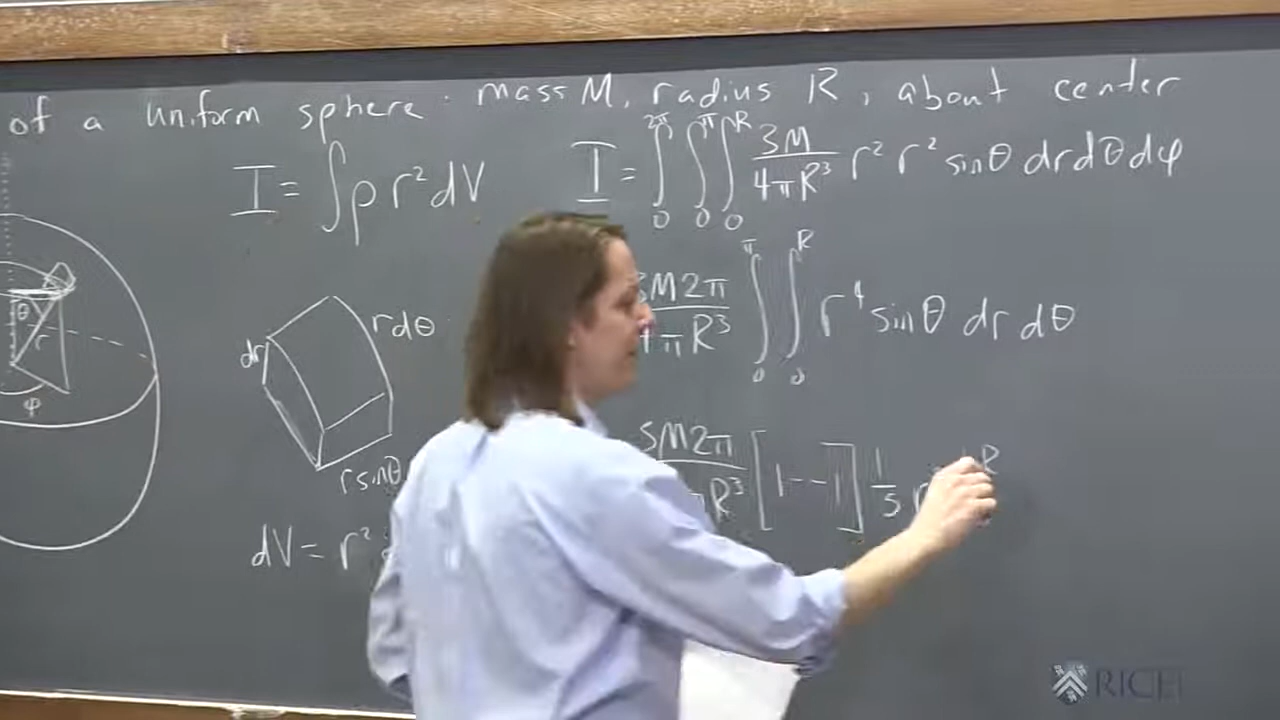 of a uniform sphere. mass M, radius R, about center
I = ∫ρr²dV
I = ∫₀^2π ∫₀^π ∫₀^R 3M/4πR³ r² r² sinθ dr dθ dφ
3M2π/4πR³ ∫₀^π ∫₀^R r⁴ sinθ dr dθ
3M2π/πR³ [1--1] 1/5 r R
θ
r
φ
dr
rdθ
rsinθ
dV = r²
RICE